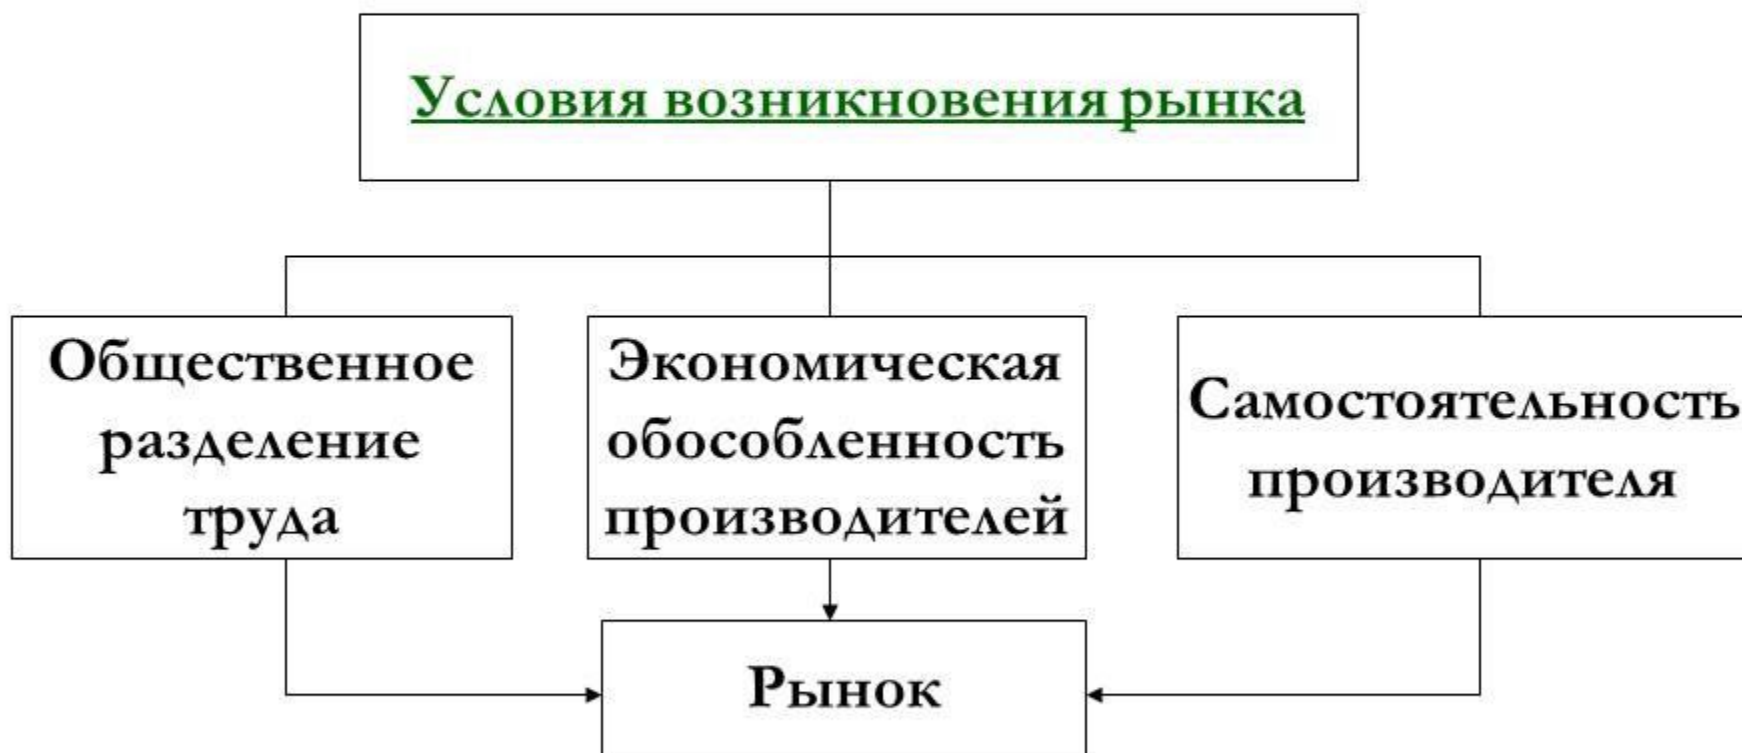 Условия возникновения рынка
Общественное
разделение
труда
Экономическая
обособленность
производителей
Самостоятельность
производителя
Рынок